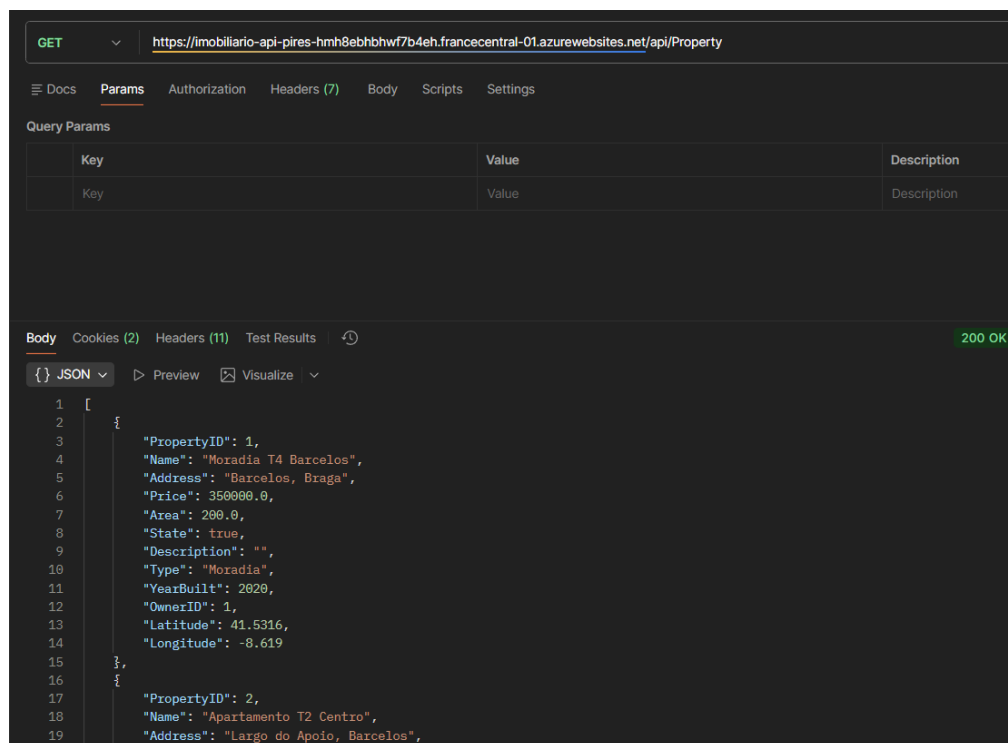 GET https://imobiliario-api-pires-hmh8ebhbhwf7b4eh.francecentral-01.azurewebsites.net/api/Property
Docs Params Authorization Headers (7) Body Scripts Settings
Query Params
Key Value Description
Key Value Description
Body Cookies (2) Headers (11) Test Results 200 OK
{ } JSON Preview Visualize
1 [
2 {
3 "PropertyID": 1,
4 "Name": "Moradia T4 Barcelos",
5 "Address": "Barcelos, Braga",
6 "Price": 350000.0,
7 "Area": 200.0,
8 "State": true,
9 "Description": "",
10 "Type": "Moradia",
11 "YearBuilt": 2020,
12 "OwnerID": 1,
13 "Latitude": 41.5316,
14 "Longitude": -8.619
15 },
16 {
17 "PropertyID": 2,
18 "Name": "Apartamento T2 Centro",
19 "Address": "Largo do Apoio, Barcelos",